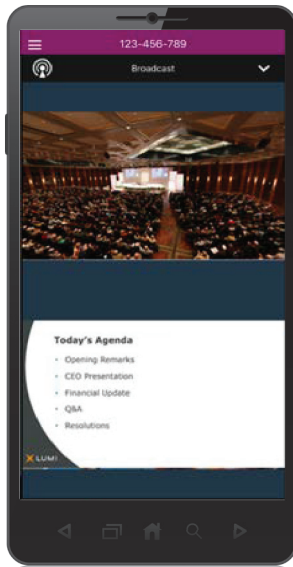 123-456-789
Broadcast
Today's Agenda
• Opening Remarks
• CEO Presentation
• Financial Update
• Q&A
• Resolutions
LUMI